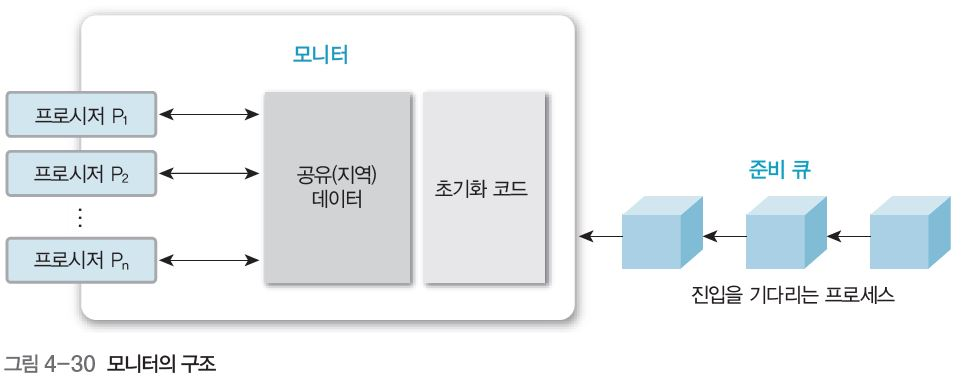 모니터
프로시저 P1
프로시저 P2
⋮
프로시저 Pn
공유(지역)
데이터
초기화 코드
준비 큐
진입을 기다리는 프로세스
그림 4-30 모니터의 구조